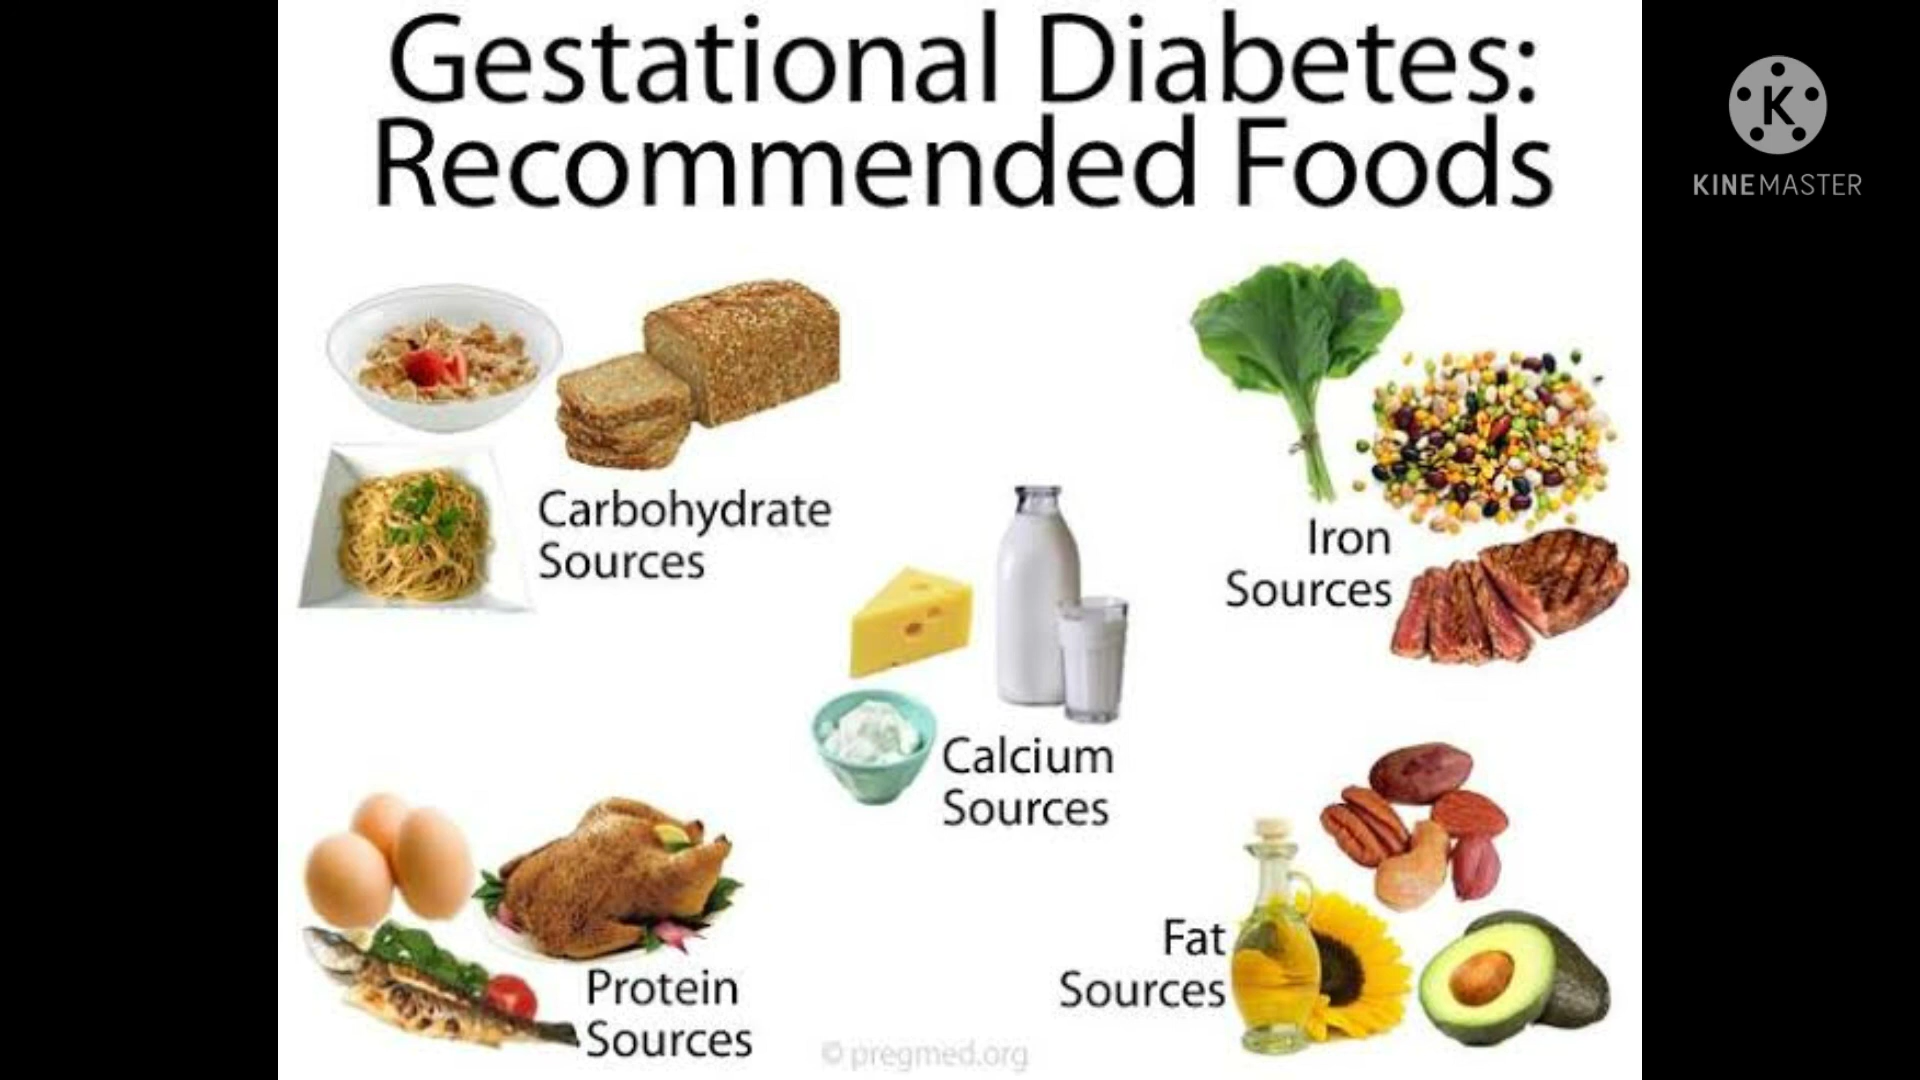 Gestational Diabetes:
Recommended Foods
K
KINEMASTER
Carbohydrate
Sources
Iron
Sources
Calcium
Sources
Protein
Sources
Fat
Sources
© pregmed.org